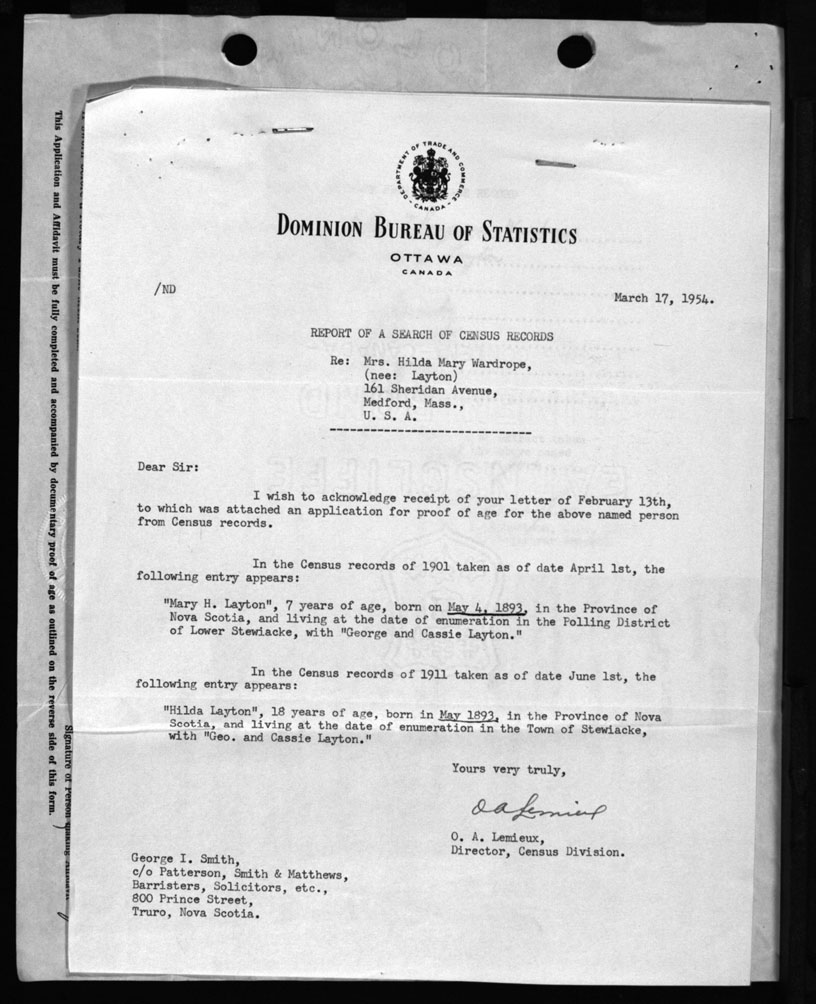 DEPARTMENT OF TRADE AND COMMERCE
- CANADA -
DOMINION BUREAU OF STATISTICS
OTTAWA
CANADA
/ND
March 17, 1954.
REPORT OF A SEARCH OF CENSUS RECORDS
Re: Mrs. Hilda Mary Wardrope,
(nee: Layton)
161 Sheridan Avenue,
Medford, Mass.,
U. S. A.
Dear Sir:
I wish to acknowledge receipt of your letter of February 13th,
to which was attached an application for proof of age for the above named person
from Census records.
In the Census records of 1901 taken as of date April 1st, the
following entry appears:
"Mary H. Layton", 7 years of age, born on May 4, 1893, in the Province of
Nova Scotia, and living at the date of enumeration in the Polling District
of Lower Stewiacke, with "George and Cassie Layton."
In the Census records of 1911 taken as of date June 1st, the
following entry appears:
"Hilda Layton", 18 years of age, born in May 1893, in the Province of Nova
Scotia, and living at the date of enumeration in the Town of Stewiacke,
with "Geo. and Cassie Layton."
Yours very truly,
O A Lemieux
O. A. Lemieux,
Director, Census Division.
George I. Smith,
c/o Patterson, Smith & Matthews,
Barristers, Solicitors, etc.,
800 Prince Street,
Truro, Nova Scotia.
This Application and Affidavit must be fully completed and accompanied by documentary proof of age as outlined on the reverse side of this form.
Signature of Person making Affidavit